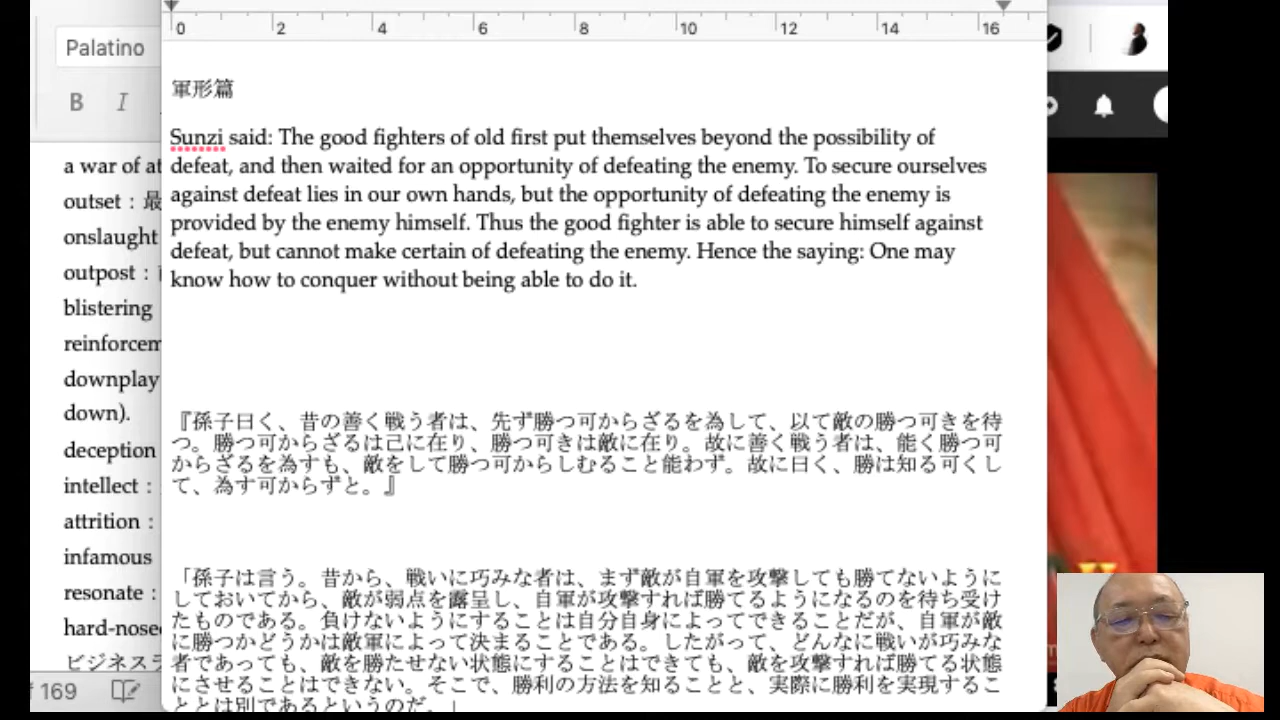 0 2 4 6 8 10 12 14 16
Palatino
B I
軍形篇
Sunzi said: The good fighters of old first put themselves beyond the possibility of
defeat, and then waited for an opportunity of defeating the enemy. To secure ourselves
against defeat lies in our own hands, but the opportunity of defeating the enemy is
provided by the enemy himself. Thus the good fighter is able to secure himself against
defeat, but cannot make certain of defeating the enemy. Hence the saying: One may
know how to conquer without being able to do it.
『孫子曰く、昔の善く戦う者は、先ず勝つ可からざるを為して、以て敵の勝つ可きを待
つ。勝つ可からざるは己に在り、勝つ可きは敵に在り。故に善く戦う者は、能く勝つ可
からざるを為すも、敵をして勝つ可からしむること能わず。故に曰く、勝は知る可くし
て、為す可からずと。』
「孫子は言う。昔から、戦いに巧みな者は、まず敵が自軍を攻撃しても勝てないように
しておいてから、敵が弱点を露呈し、自軍が攻撃すれば勝てるようになるのを待ち受け
たものである。負けないようにすることは自分自身によってできることだが、自軍が敵
に勝つかどうかは敵軍によって決まることである。したがって、どんなに戦いが巧みな
者であっても、敵を勝たせない状態にすることはできても、敵を攻撃すれば勝てる状態
にさせることはできない。そこで、勝利の方法を知ることと、実際に勝利を実現するこ
ととは別であるというのだ。」
a war of at
outset：最
onslaught
outpost：
blistering
reinforcem
downplay
down).
deception
intellect：
attrition：
infamous
resonate：
hard-nose
ビジネス
169